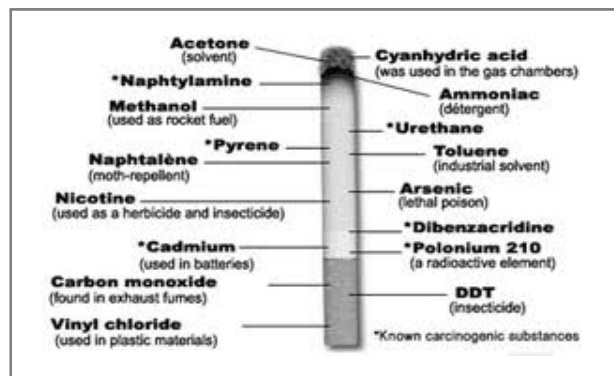 Acetone
(solvent)
*Naphtylamine
Methanol
(used as rocket fuel)
*Pyrene
Naphtalène
(moth-repellent)
Nicotine
(used as a herbicide and insecticide)
*Cadmium
(used in batteries)
Carbon monoxide
(found in exhaust fumes)
Vinyl chloride
(used in plastic materials)
Cyanhydric acid
(was used in the gas chambers)
Ammoniac
(détergent)
*Urethane
Toluene
(industrial solvent)
Arsenic
(lethal poison)
*Dibenzacridine
*Polonium 210
(a radioactive element)
DDT
(insecticide)
*Known carcinogenic substances